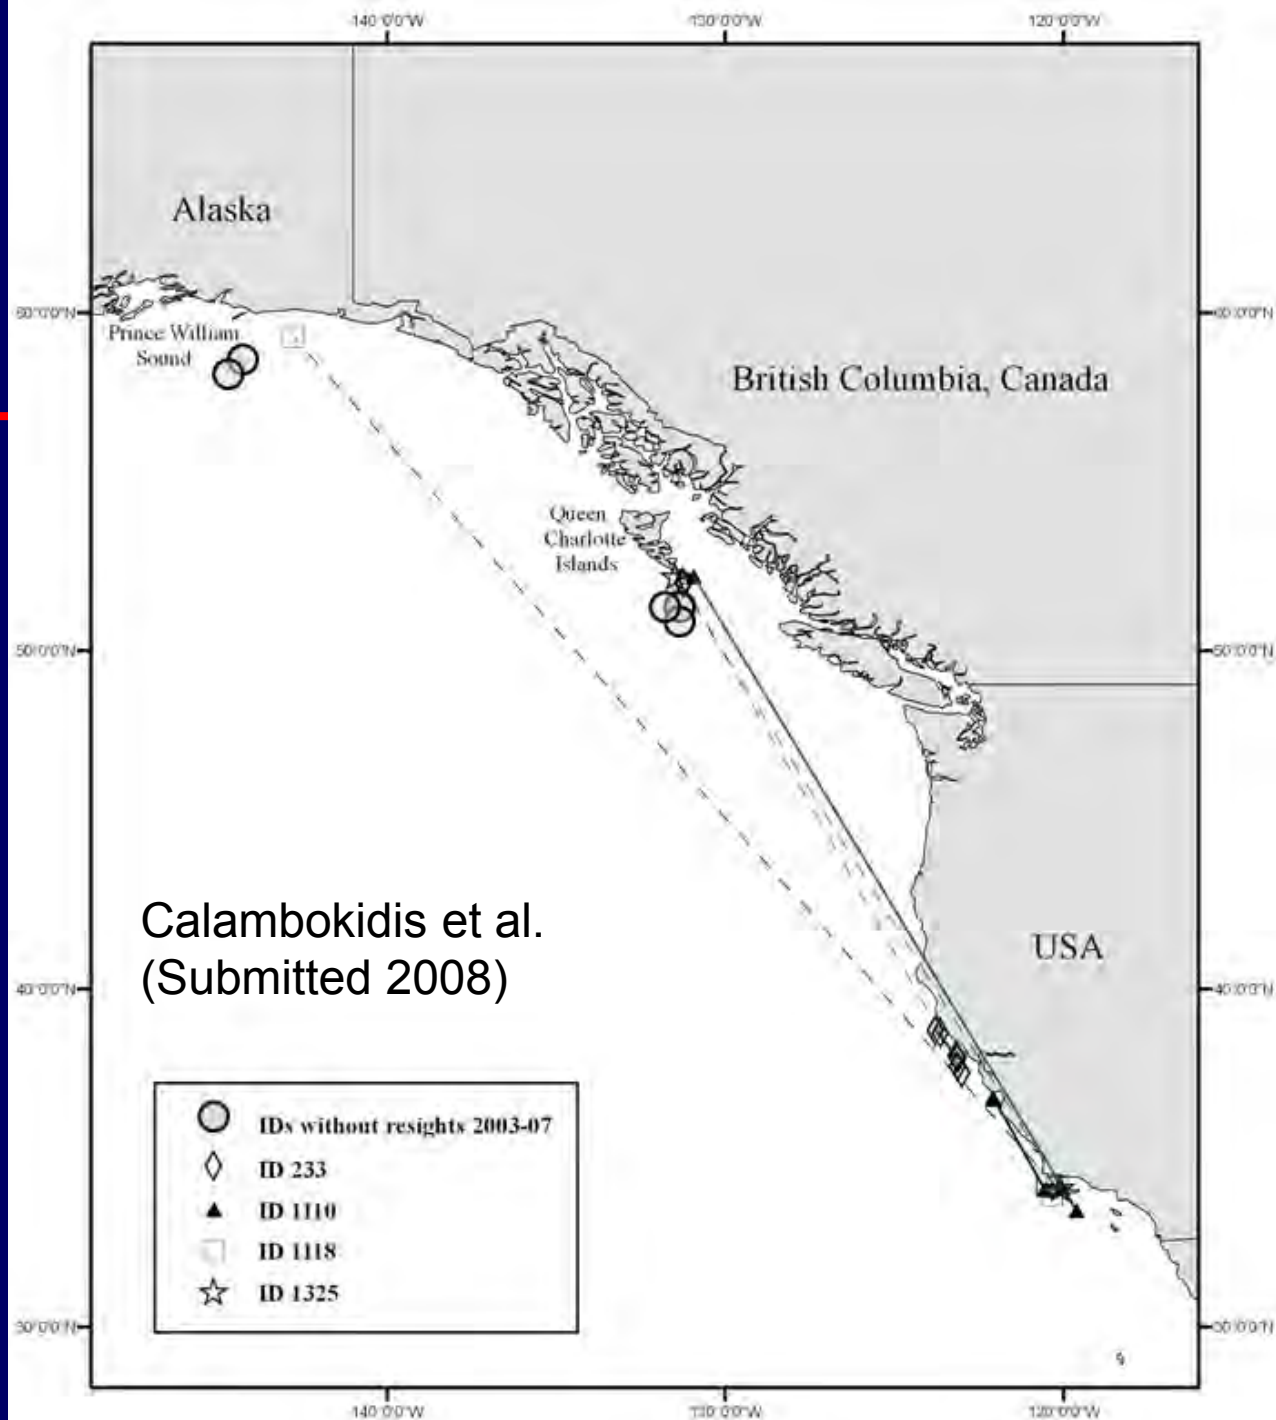 140°0'0"W 130°0'0"W 120°0'0"W
Alaska
60°0'0"N 60°0'0"N
Prince William
Sound
British Columbia, Canada
Queen
Charlotte
Islands
50°0'0"N 50°0'0"N
Calambokidis et al.
(Submitted 2008)
USA
40°0'0"N 40°0'0"N
IDs without resights 2003-07
ID 233
ID 1110
ID 1118
ID 1325
30°0'0"N 30°0'0"N
140°0'0"W 130°0'0"W 120°0'0"W